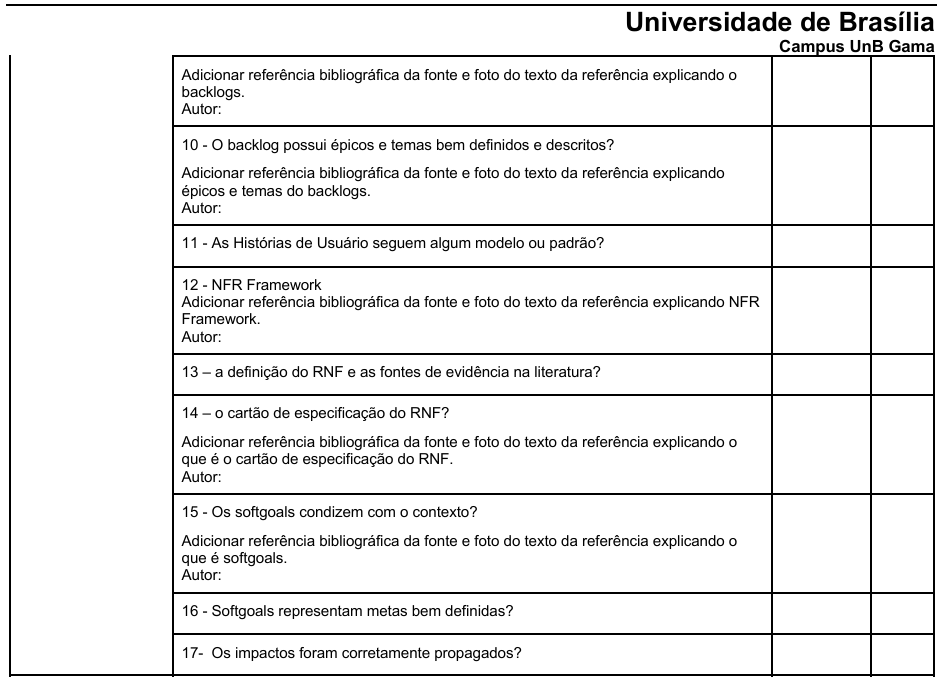 Universidade de Brasília
Campus UnB Gama
Adicionar referência bibliográfica da fonte e foto do texto da referência explicando o
backlogs.
Autor:
10 - O backlog possui épicos e temas bem definidos e descritos?
Adicionar referência bibliográfica da fonte e foto do texto da referência explicando
épicos e temas do backlogs.
Autor:
11 - As Histórias de Usuário seguem algum modelo ou padrão?
12 - NFR Framework
Adicionar referência bibliográfica da fonte e foto do texto da referência explicando NFR
Framework.
Autor:
13 – a definição do RNF e as fontes de evidência na literatura?
14 – o cartão de especificação do RNF?
Adicionar referência bibliográfica da fonte e foto do texto da referência explicando o
que é o cartão de especificação do RNF.
Autor:
15 - Os softgoals condizem com o contexto?
Adicionar referência bibliográfica da fonte e foto do texto da referência explicando o
que é softgoals.
Autor:
16 - Softgoals representam metas bem definidas?
17-  Os impactos foram corretamente propagados?